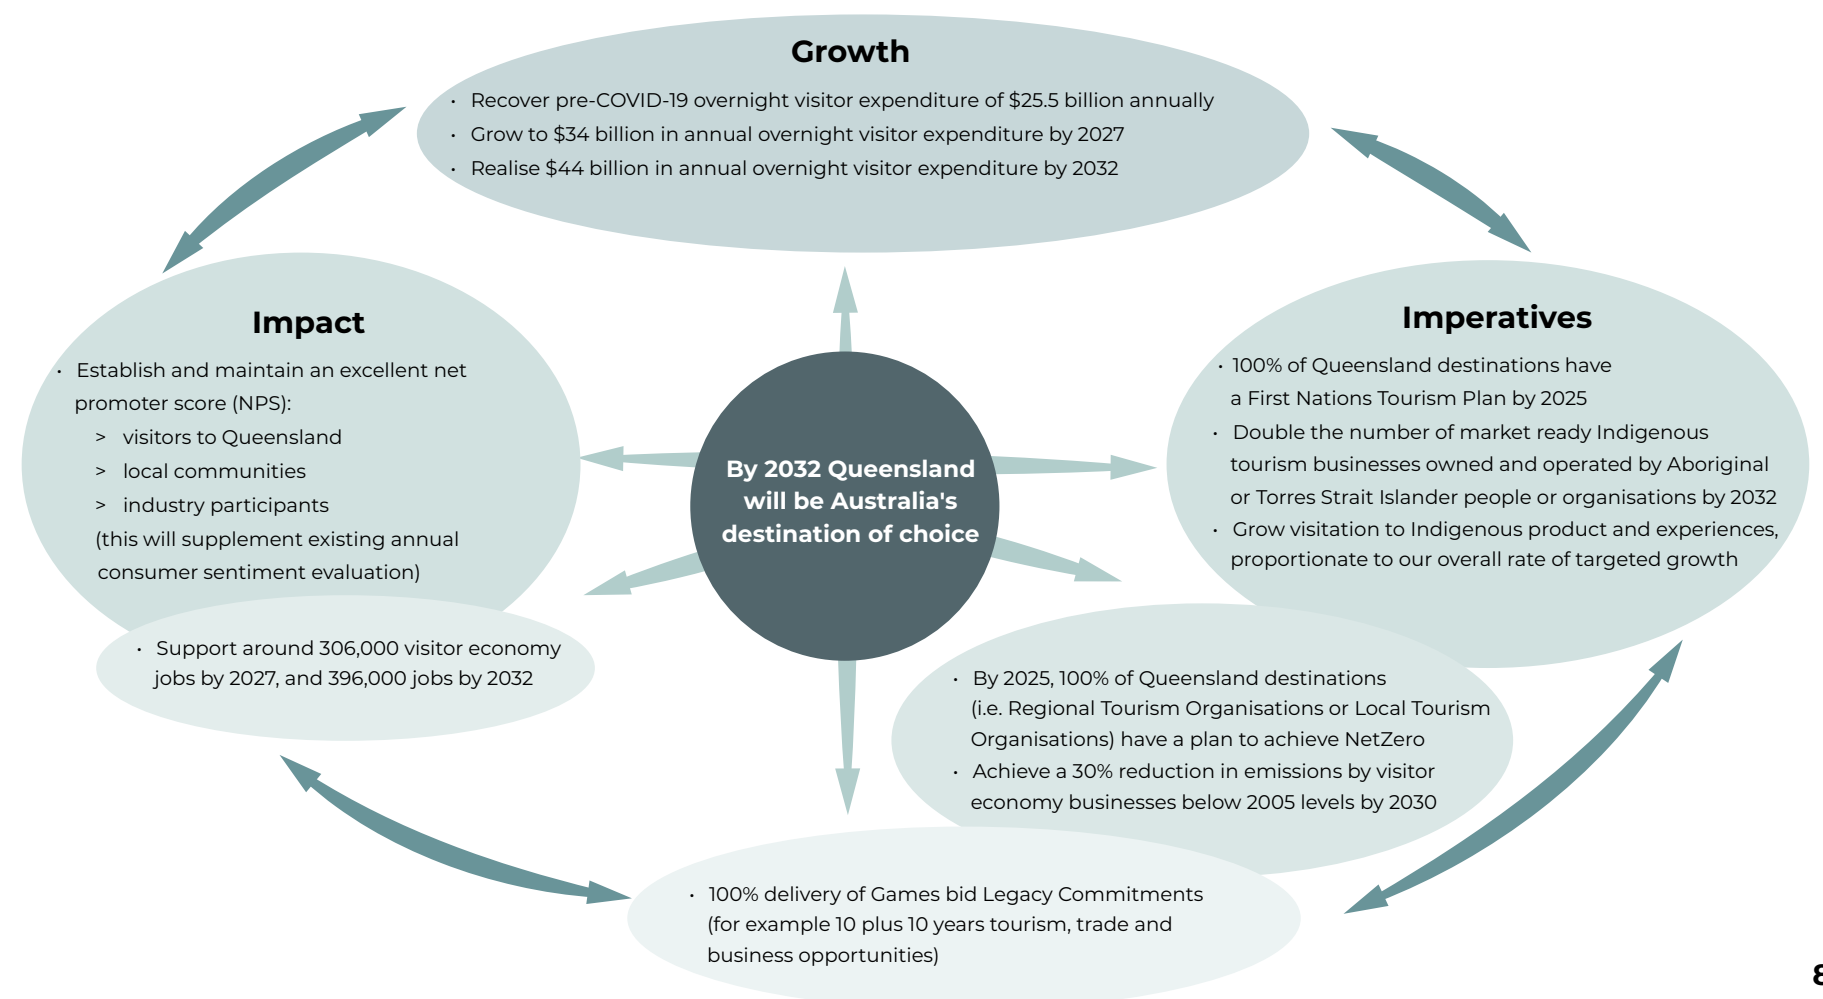 Growth
• Recover pre-COVID-19 overnight visitor expenditure of $25.5 billion annually
• Grow to $34 billion in annual overnight visitor expenditure by 2027
• Realise $44 billion in annual overnight visitor expenditure by 2032
Impact
• Establish and maintain an excellent net
promoter score (NPS):
> visitors to Queensland
> local communities
> industry participants
(this will supplement existing annual
consumer sentiment evaluation)
• Support around 306,000 visitor economy
jobs by 2027, and 396,000 jobs by 2032
By 2032 Queensland
will be Australia's
destination of choice
Imperatives
• 100% of Queensland destinations have
a First Nations Tourism Plan by 2025
• Double the number of market ready Indigenous
tourism businesses owned and operated by Aboriginal
or Torres Strait Islander people or organisations by 2032
• Grow visitation to Indigenous product and experiences,
proportionate to our overall rate of targeted growth
• By 2025, 100% of Queensland destinations
(i.e. Regional Tourism Organisations or Local Tourism
Organisations) have a plan to achieve NetZero
• Achieve a 30% reduction in emissions by visitor
economy businesses below 2005 levels by 2030
• 100% delivery of Games bid Legacy Commitments
(for example 10 plus 10 years tourism, trade and
business opportunities)
8